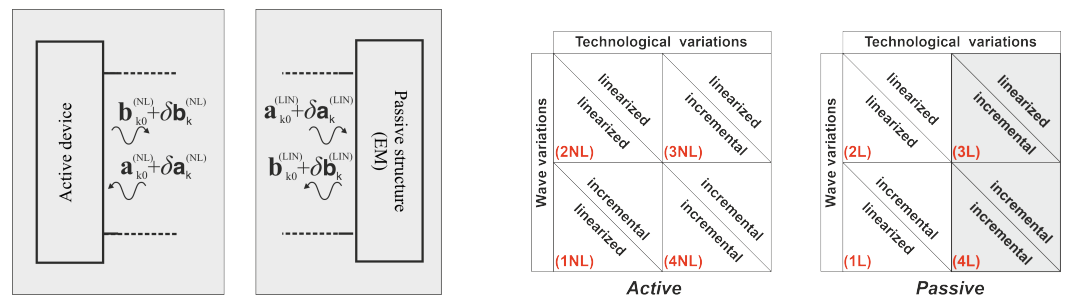 Active device
b_k0^(NL)+δb_k^(NL)
a_k0^(NL)+δa_k^(NL)
a_k0^(LIN)+δa_k^(LIN)
b_k0^(LIN)+δb_k^(LIN)
Passive structure
(EM)
Technological variations
Wave variations
linearized
linearized
(2NL)
linearized
incremental
(3NL)
incremental
linearized
(1NL)
incremental
incremental
(4NL)
Active
Technological variations
Wave variations
linearized
linearized
(2L)
linearized
incremental
(3L)
incremental
linearized
(1L)
incremental
incremental
(4L)
Passive